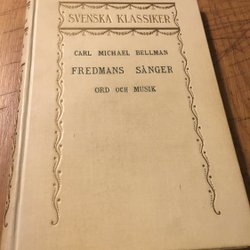 SVENSKA KLASSIKER
CARL MICHAEL BELLMAN
FREDMANS SÅNGER
ORD OCH MUSIK